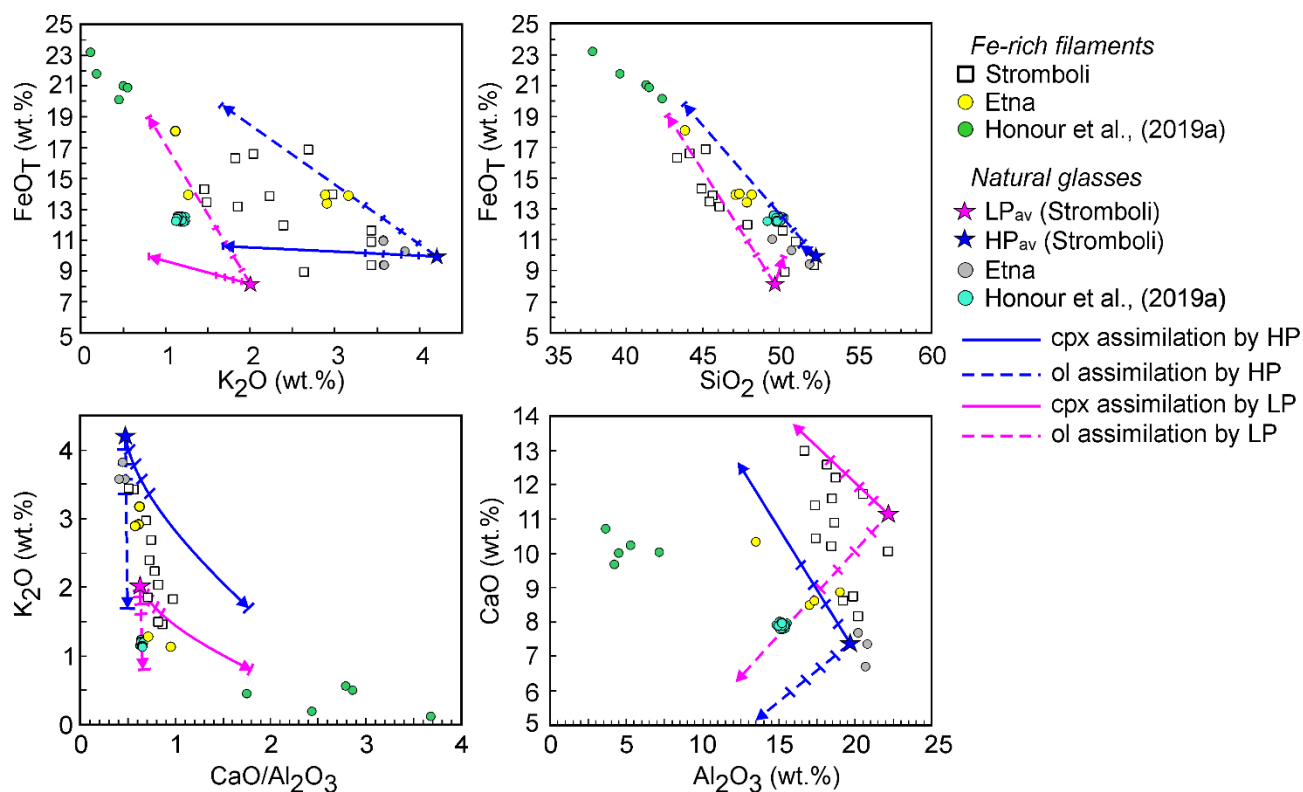 25
23
21
19
17
15
13
11
9
7
5
FeOT (wt.%)
0 1 2 3 4
K2O (wt.%)
25
23
21
19
17
15
13
11
9
7
5
FeOT (wt.%)
35 40 45 50 55 60
SiO2 (wt.%)
4
3
2
1
0
K2O (wt.%)
0 1 2 3 4
CaO/Al2O3
14
13
12
11
10
9
8
7
6
5
CaO (wt.%)
0 5 10 15 20 25
Al2O3 (wt.%)
Fe-rich filaments
Stromboli
Etna
Honour et al., (2019a)
Natural glasses
LPav (Stromboli)
HPav (Stromboli)
Etna
Honour et al., (2019a)
cpx assimilation by HP
ol assimilation by HP
cpx assimilation by LP
ol assimilation by LP